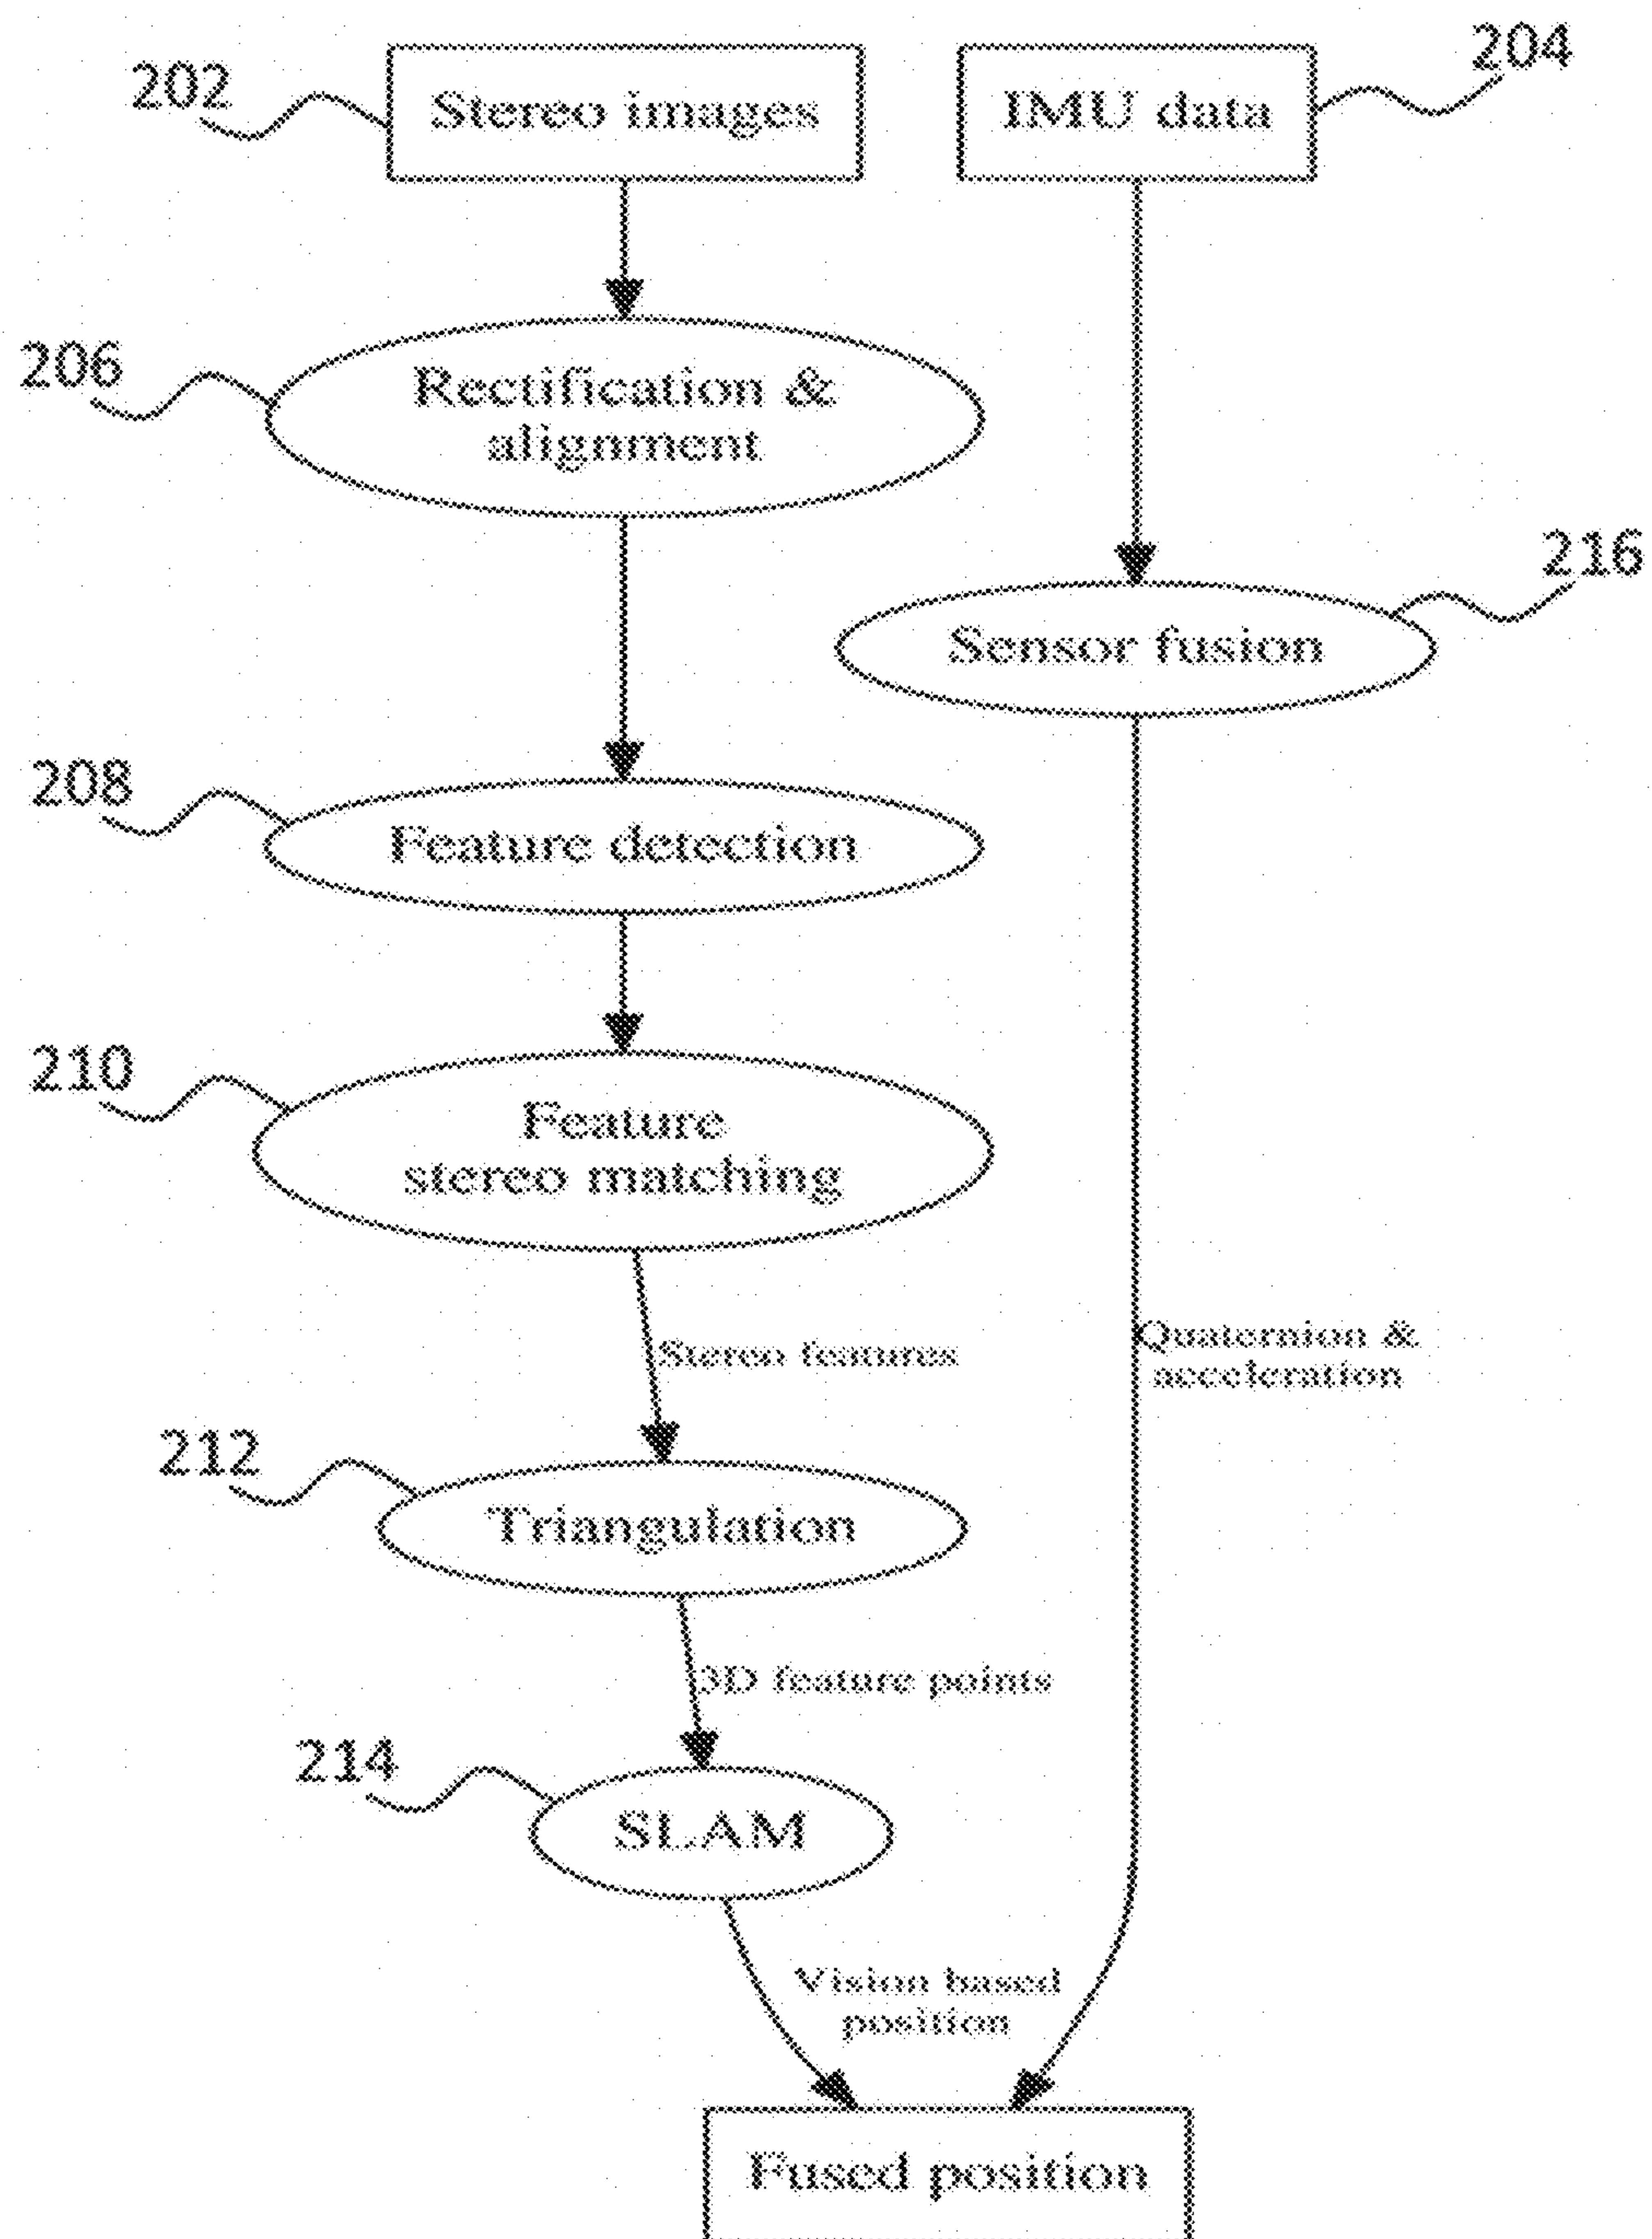 202
Stereo images
IMU data
204
206
Rectification &
alignment
216
Sensor fusion
208
Feature detection
210
Feature
stereo matching
Stereo features
Quaternion &
acceleration
212
Triangulation
3D feature points
214
SLAM
Vision based
position
Fused position